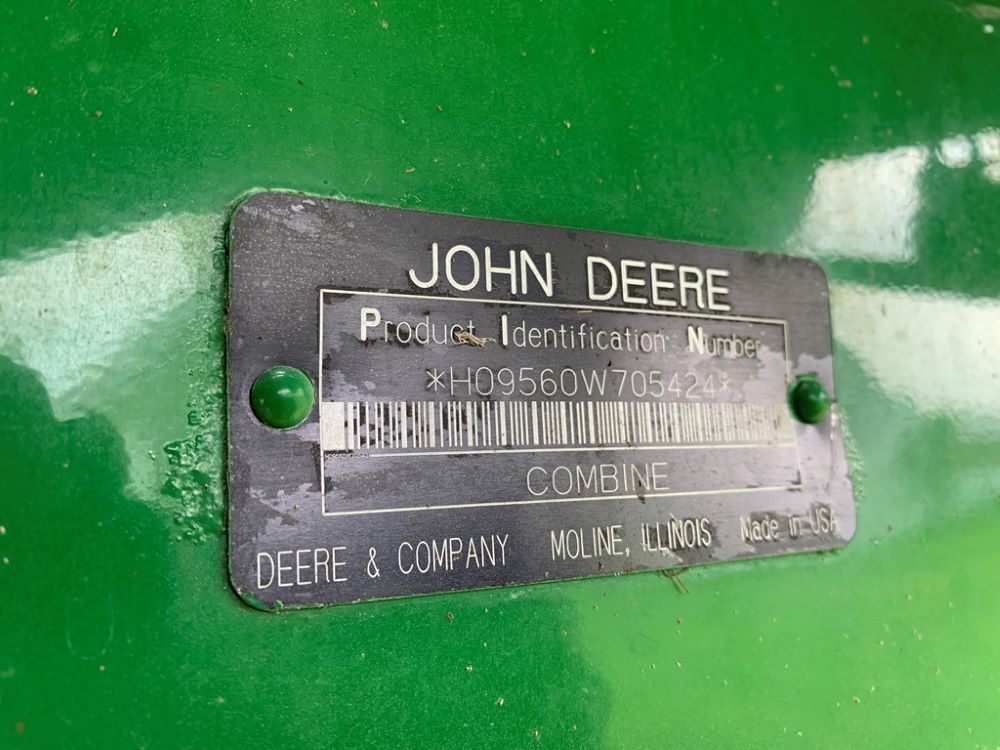 JOHN DEERE
Product Identification Number
*H09560W705424*
COMBINE
DEERE & COMPANY MOLINE, ILLINOIS Made in USA